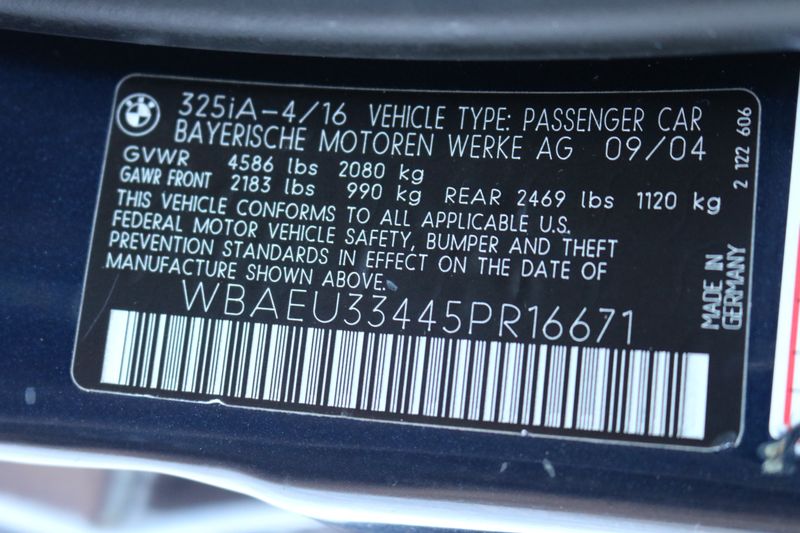 325iA-4/16 VEHICLE TYPE: PASSENGER CAR
BAYERISCHE MOTOREN WERKE AG 09/04
GVWR 4586 lbs 2080 kg
GAWR FRONT 2183 lbs 990 kg REAR 2469 lbs 1120 kg
THIS VEHICLE CONFORMS TO ALL APPLICABLE U.S.
FEDERAL MOTOR VEHICLE SAFETY, BUMPER AND THEFT
PREVENTION STANDARDS IN EFFECT ON THE DATE OF
MANUFACTURE SHOWN ABOVE.
WBAEU33445PR16671
2 122 606
MADE IN
GERMANY